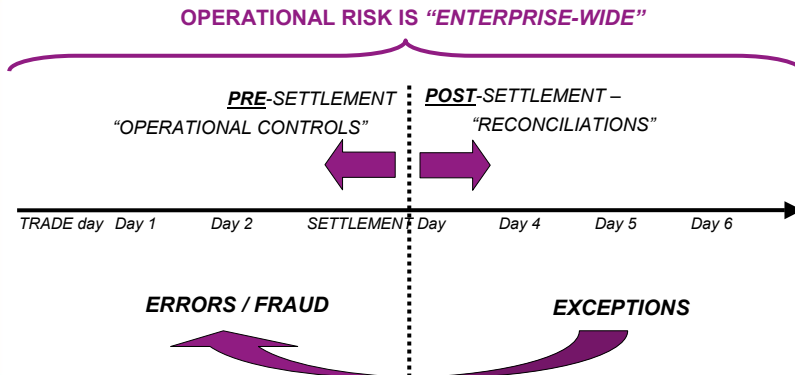 OPERATIONAL RISK IS “ENTERPRISE-WIDE”
PRE-SETTLEMENT
“OPERATIONAL CONTROLS”
POST-SETTLEMENT –
“RECONCILIATIONS”
TRADE day Day 1 Day 2 SETTLEMENT Day Day 4 Day 5 Day 6
ERRORS / FRAUD
EXCEPTIONS